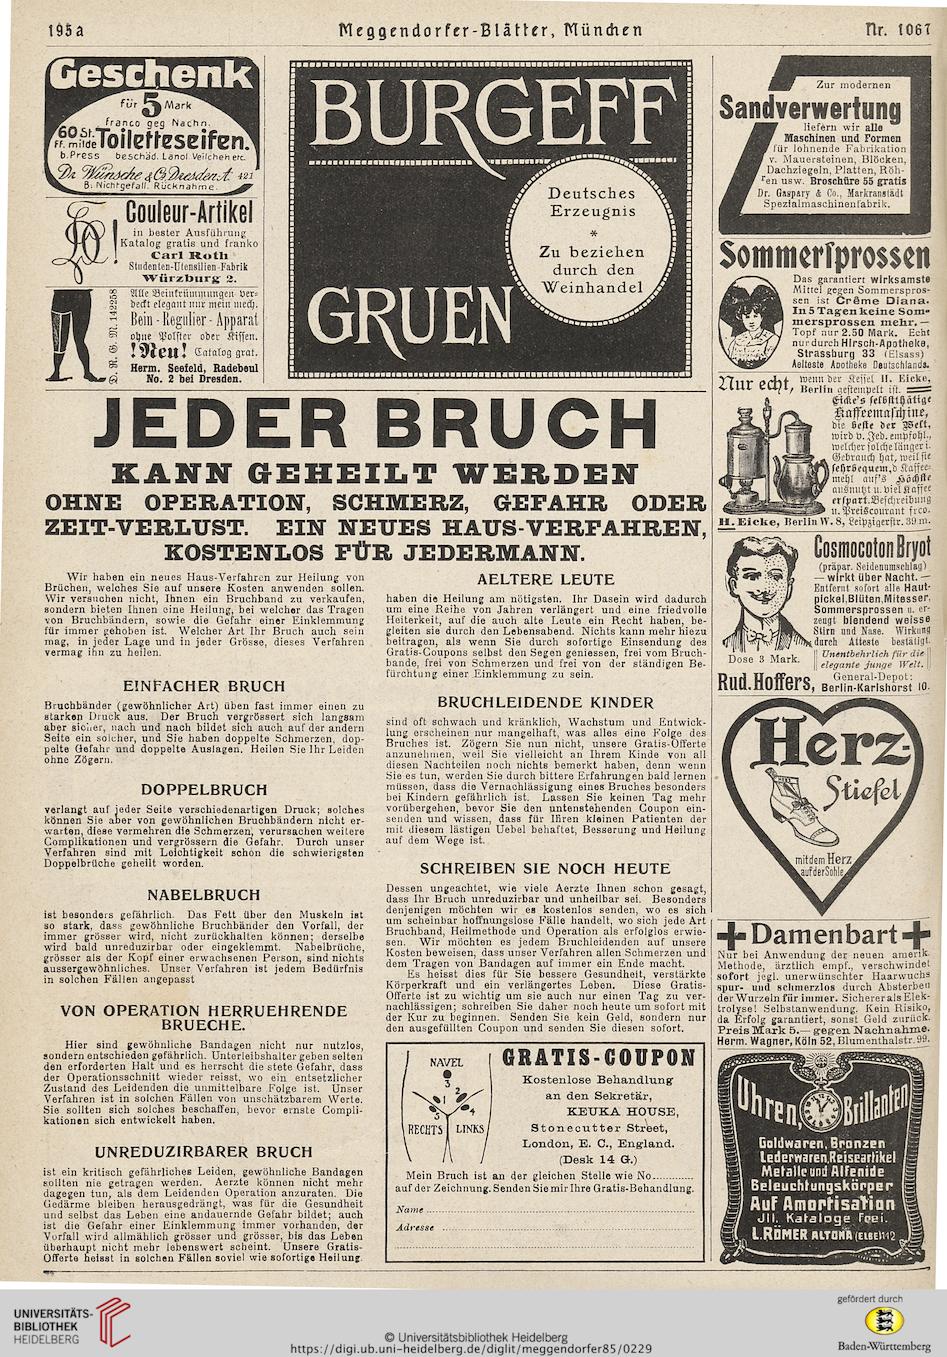 195a
Meggendorfer-Blätter, München
Nr. 1067
Geschenk
für 5 Mark
franco geg Nachn.
60 St. Toiletteseifen.
ff. milde
b. Press beschäd. Lanol. Veilchen etc.
Dr. Wünsche & Co. Dresden A. 421
B. Nichtgefall. Rücknahme.
Couleur-Artikel
in bester Ausführung
Katalog gratis und franko
Carl Roth
Studenten-Utensilien-Fabrik
Würzburg 2.
Alle Beinkrümmungen ver-
deckt elegant nur mein mech.
Bein-Regulier-Apparat
ohne Polster oder Kissen.
!Neu! Catalog grat.
Herm. Seefeld, Radebeul
No. 2 bei Dresden.
D. R. G. M. 142258
BURGEFF
Deutsches
Erzeugnis
*
Zu beziehen
durch den
Weinhandel
GRUEN
Zur modernen
Sandverwertung
liefern wir alle
Maschinen und Formen
für lohnende Fabrikation
v. Mauersteinen, Blöcken,
Dachziegeln, Platten, Röh-
ren usw. Broschüre 55 gratis
Dr. Gaspary & Co., Markranstädt
Spezialmaschinenfabrik.
Sommersprossen
Das garantiert wirksamste
Mittel gegen Sommerspros-
sen ist Crême Diana.
In 5 Tagen keine Som-
mersprossen mehr. —
Topf nur 2.50 Mark. Echt
nur durch Hirsch-Apotheke,
Strassburg 33 (Elsass)
Aelteste Apotheke Deutschlands.
Nur echt, wenn der Kessel H. Eicke,
Berlin gestempelt ist.
Eicke's selbsttätige
Kaffeemaschine,
die beste der Welt,
wird v. Jed. empfohl.,
welcher solche länger i.
Gebrauch hat, weil sie
sehr bequem, d Kaffee-
mehl auf's Höchste
ausnutzt u. viel Kaffee
erspart. Beschreibung
u. Preiscourant frco.
H. Eicke, Berlin W. 8, Leipzigerstr. 39 m.
Cosmocoton Bryot
(präpar. Seidenumschlag)
— wirkt über Nacht. —
Entfernt sofort alle Haut-
pickel, Blüten, Mitesser,
Sommersprossen u. er-
zeugt blendend weisse
Stirn und Nase. Wirkung
durch Atteste bestätigt.
Dose 3 Mark.
Unentbehrlich für die
elegante junge Welt.
Rud. Hoffers, General-Depot:
Berlin-Karlshorst 10.
Herz-
Stiefel
mit dem Herz
auf der Sohle
Damenbart
Nur bei Anwendung der neuen amerik.
Methode, ärztlich empf., verschwindet
sofort jegl. unerwünschter Haarwuchs
spur- und schmerzlos durch Absterben
der Wurzeln für immer. Sicherer als Elek-
trolyse! Selbstanwendung. Kein Risiko,
da Erfolg garantiert, sonst Geld zurück.
Preis Mark 5.— gegen Nachnahme.
Herm. Wagner, Köln 52, Blumenthalstr. 99.
Uhren, Brillanten
Goldwaren, Bronzen
Lederwaren, Reiseartikel
Metalle und Alfenide
Beleuchtungskörper
Auf Amortisation
Jll. Kataloge frei.
L. RÖMER ALTONA (ELBE) 112
JEDER BRUCH
KANN GEHEILT WERDEN
OHNE OPERATION, SCHMERZ, GEFAHR ODER
ZEIT-VERLUST. EIN NEUES HAUS-VERFAHREN,
KOSTENLOS FÜR JEDERMANN.
Wir haben ein neues Haus-Verfahren zur Heilung von
Brüchen, welches Sie auf unsere Kosten anwenden sollen.
Wir versuchen nicht, Ihnen ein Bruchband zu verkaufen,
sondern bieten Ihnen eine Heilung, bei welcher das Tragen
von Bruchbändern, sowie die Gefahr einer Einklemmung
für immer gehoben ist. Welcher Art Ihr Bruch auch sein
mag, in jeder Lage und in jeder Grösse, dieses Verfahren
vermag ihn zu heilen.
EINFACHER BRUCH
Bruchbänder (gewöhnlicher Art) üben fast immer einen zu
starken Druck aus. Der Bruch vergrössert sich langsam
aber sicher, nach und nach bildet sich auch auf der andern
Seite ein solcher, und Sie haben doppelte Schmerzen, dop-
pelte Gefahr und doppelte Auslagen. Heilen Sie Ihr Leiden
ohne Zögern.
DOPPELBRUCH
verlangt auf jeder Seite verschiedenartigen Druck; solches
können Sie aber von gewöhnlichen Bruchbändern nicht er-
warten, diese vermehren die Schmerzen, verursachen weitere
Complikationen und vergrössern die Gefahr. Durch unser
Verfahren sind mit Leichtigkeit schon die schwierigsten
Doppelbrüche geheilt worden.
NABELBRUCH
ist besonders gefährlich. Das Fett über den Muskeln ist
so stark, dass gewöhnliche Bruchbänder den Vorfall, der
immer grösser wird, nicht zurückhalten können; derselbe
wird bald unreduzirbar oder eingeklemmt. Nabelbrüche,
grösser als der Kopf einer erwachsenen Person, sind nichts
aussergewöhnliches. Unser Verfahren ist jedem Bedürfnis
in solchen Fällen angepasst
VON OPERATION HERRUEHRENDE
BRUECHE.
Hier sind gewöhnliche Bandagen nicht nur nutzlos,
sondern entschieden gefährlich. Unterleibshalter geben selten
den erforderten Halt und es herrscht die stete Gefahr, dass
der Operationsschnitt wieder reisst, wo ein entsetzlicher
Zustand des Leidenden die unmittelbare Folge ist. Unser
Verfahren ist in solchen Fällen von unschätzbarem Werte.
Sie sollten sich solches beschaffen, bevor ernste Compli-
kationen sich entwickelt haben.
UNREDUZIRBARER BRUCH
ist ein kritisch gefährliches Leiden, gewöhnliche Bandagen
sollten nie getragen werden. Aerzte können nicht mehr
dagegen tun, als dem Leidenden Operation anzuraten. Die
Gedärme bleiben herausgedrängt, was für die Gesundheit
und selbst das Leben eine andauernde Gefahr bildet; auch
ist die Gefahr einer Einklemmung immer vorhanden, der
Vorfall wird allmählich grösser und grösser, bis das Leben
überhaupt nicht mehr lebenswert scheint. Unsere Gratis-
Offerte heisst in solchen Fällen soviel wie sofortige Heilung.
AELTERE LEUTE
haben die Heilung am nötigsten. Ihr Dasein wird dadurch
um eine Reihe von Jahren verlängert und eine friedvolle
Heiterkeit, auf die auch alte Leute ein Recht haben, be-
gleiten sie durch den Lebensabend. Nichts kann mehr hiezu
beitragen, als wenn Sie durch sofortige Einsendung des
Gratis-Coupons selbst den Segen geniessen, frei vom Bruch-
bande, frei von Schmerzen und frei von der ständigen Be-
fürchtung einer Einklemmung zu sein.
BRUCHLEIDENDE KINDER
sind oft schwach und kränklich, Wachstum und Entwick-
lung erscheinen nur mangelhaft, was alles eine Folge des
Bruches ist. Zögern Sie nun nicht, unsere Gratis-Offerte
anzunehmen, weil Sie vielleicht an Ihrem Kinde von all
diesen Nachteilen noch nichts bemerkt haben, denn wenn
Sie es tun, werden Sie durch bittere Erfahrungen bald lernen
müssen, dass die Vernachlässigung eines Bruches besonders
bei Kindern gefährlich ist. Lassen Sie keinen Tag mehr
vorübergehen, bevor Sie den untenstehenden Coupon ein-
senden und wissen, dass für Ihren kleinen Patienten der
mit diesem lästigen Uebel behaftet, Besserung und Heilung
auf dem Wege ist.
SCHREIBEN SIE NOCH HEUTE
Dessen ungeachtet, wie viele Aerzte Ihnen schon gesagt,
dass Ihr Bruch unreduzirbar und unheilbar sei. Besonders
denjenigen möchten wir es kostenlos senden, wo es sich
um scheinbar hoffnungslose Fälle handelt, wo sich jede Art
Bruchband, Heilmethode und Operation als erfolglos erwie-
sen. Wir möchten es jedem Bruchleidenden auf unsere
Kosten beweisen, dass unser Verfahren allen Schmerzen und
dem Tragen von Bandagen auf immer ein Ende macht.
Es heisst dies für Sie bessere Gesundheit, verstärkte
Körperkraft und ein verlängertes Leben. Diese Gratis-
Offerte ist zu wichtig um sie auch nur einen Tag zu ver-
nachlässigen; schreiben Sie daher noch heute um sofort mit
der Kur zu beginnen. Senden Sie kein Geld, sondern nur
den ausgefüllten Coupon und senden Sie diesen sofort.
NAVEL
3
1 2
5 4
RECHTS LINKS
GRATIS-COUPON
Kostenlose Behandlung
an den Sekretär,
KEUKA HOUSE,
Stonecutter Street,
London, E. C., England.
(Desk 14 G.)
Mein Bruch ist an der gleichen Stelle wie No............
auf der Zeichnung. Senden Sie mir Ihre Gratis-Behandlung.
Name
Adresse
UNIVERSITÄTS-
BIBLIOTHEK
HEIDELBERG
© Universitätsbibliothek Heidelberg
https://digi.ub.uni-heidelberg.de/diglit/meggendorfer85/0229
gefördert durch
Baden-Württemberg